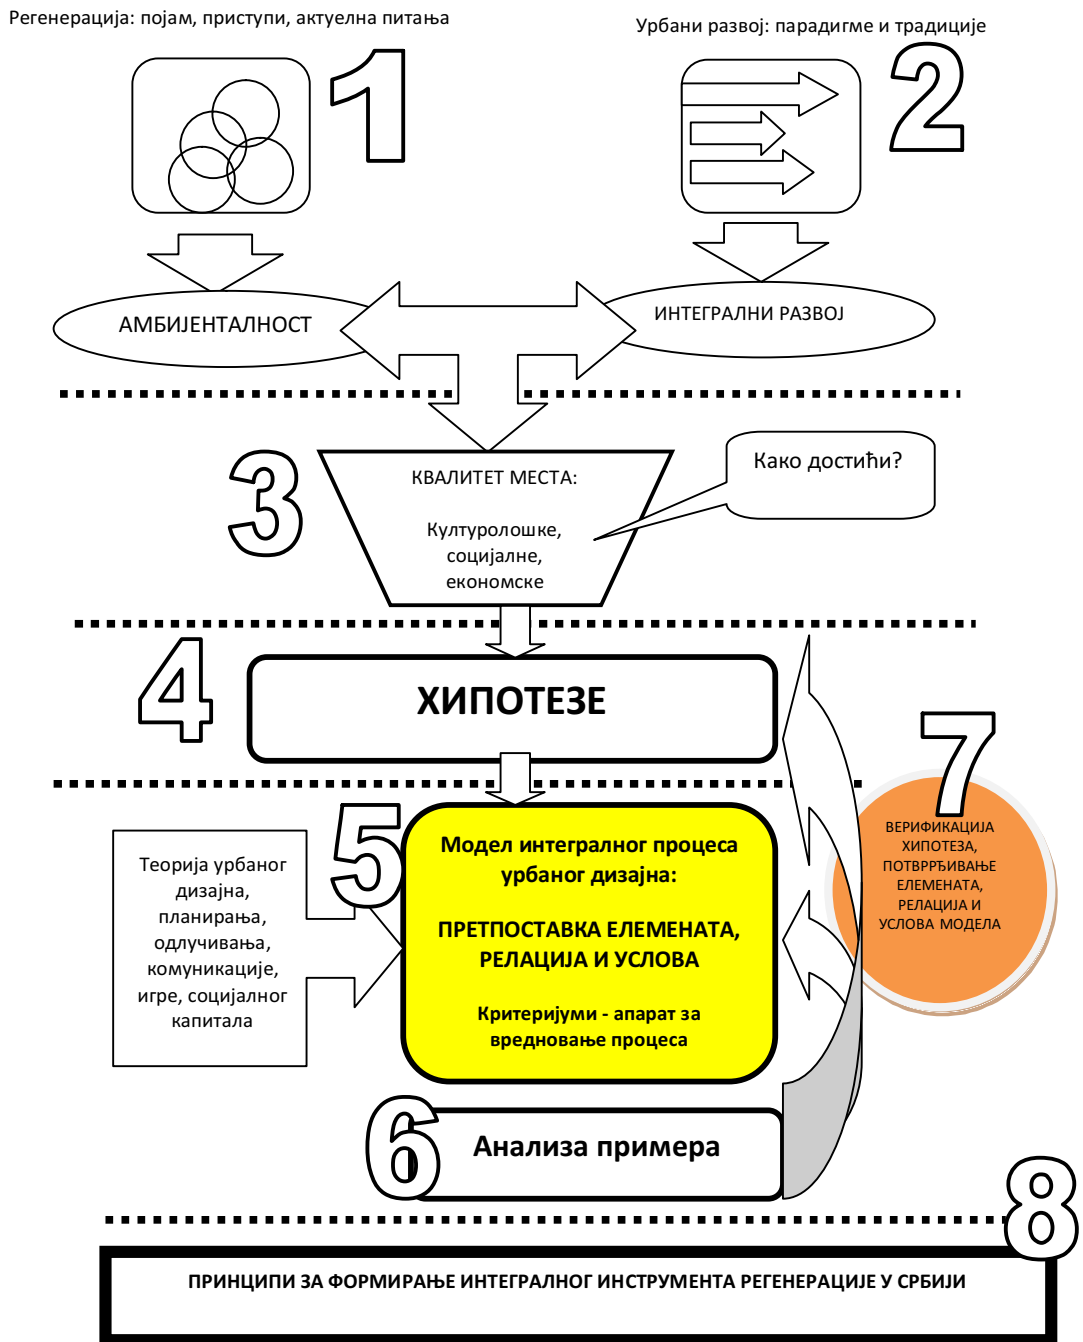 Регенерација: појам, приступи, актуелна питања
Урбани развој: парадигме и традиције
1
2
АМБИЈЕНТАЛНОСТ
ИНТЕГРАЛНИ РАЗВОЈ
3
КВАЛИТЕТ МЕСТА:
Културолошке,
социјалне,
економске
Како достићи?
4
ХИПОТЕЗЕ
5
Теорија урбаног
дизајна,
планирања,
одлучивања,
комуникације,
игре, социјалног
капитала
Модел интегралног процеса
урбаног дизајна:
ПРЕТПОСТАВКА ЕЛЕМЕНАТА,
РЕЛАЦИЈА И УСЛОВА
Критеријуми - апарат за
вредновање процеса
7
ВЕРИФИКАЦИЈА
ХИПОТЕЗА,
ПОТВРРЂИВАЊЕ
ЕЛЕМЕНАТА,
РЕЛАЦИЈА И
УСЛОВА МОДЕЛА
6
Анализа примера
8
ПРИНЦИПИ ЗА ФОРМИРАЊЕ ИНТЕГРАЛНОГ ИНСТРУМЕНТА РЕГЕНЕРАЦИЈЕ У СРБИЈИ